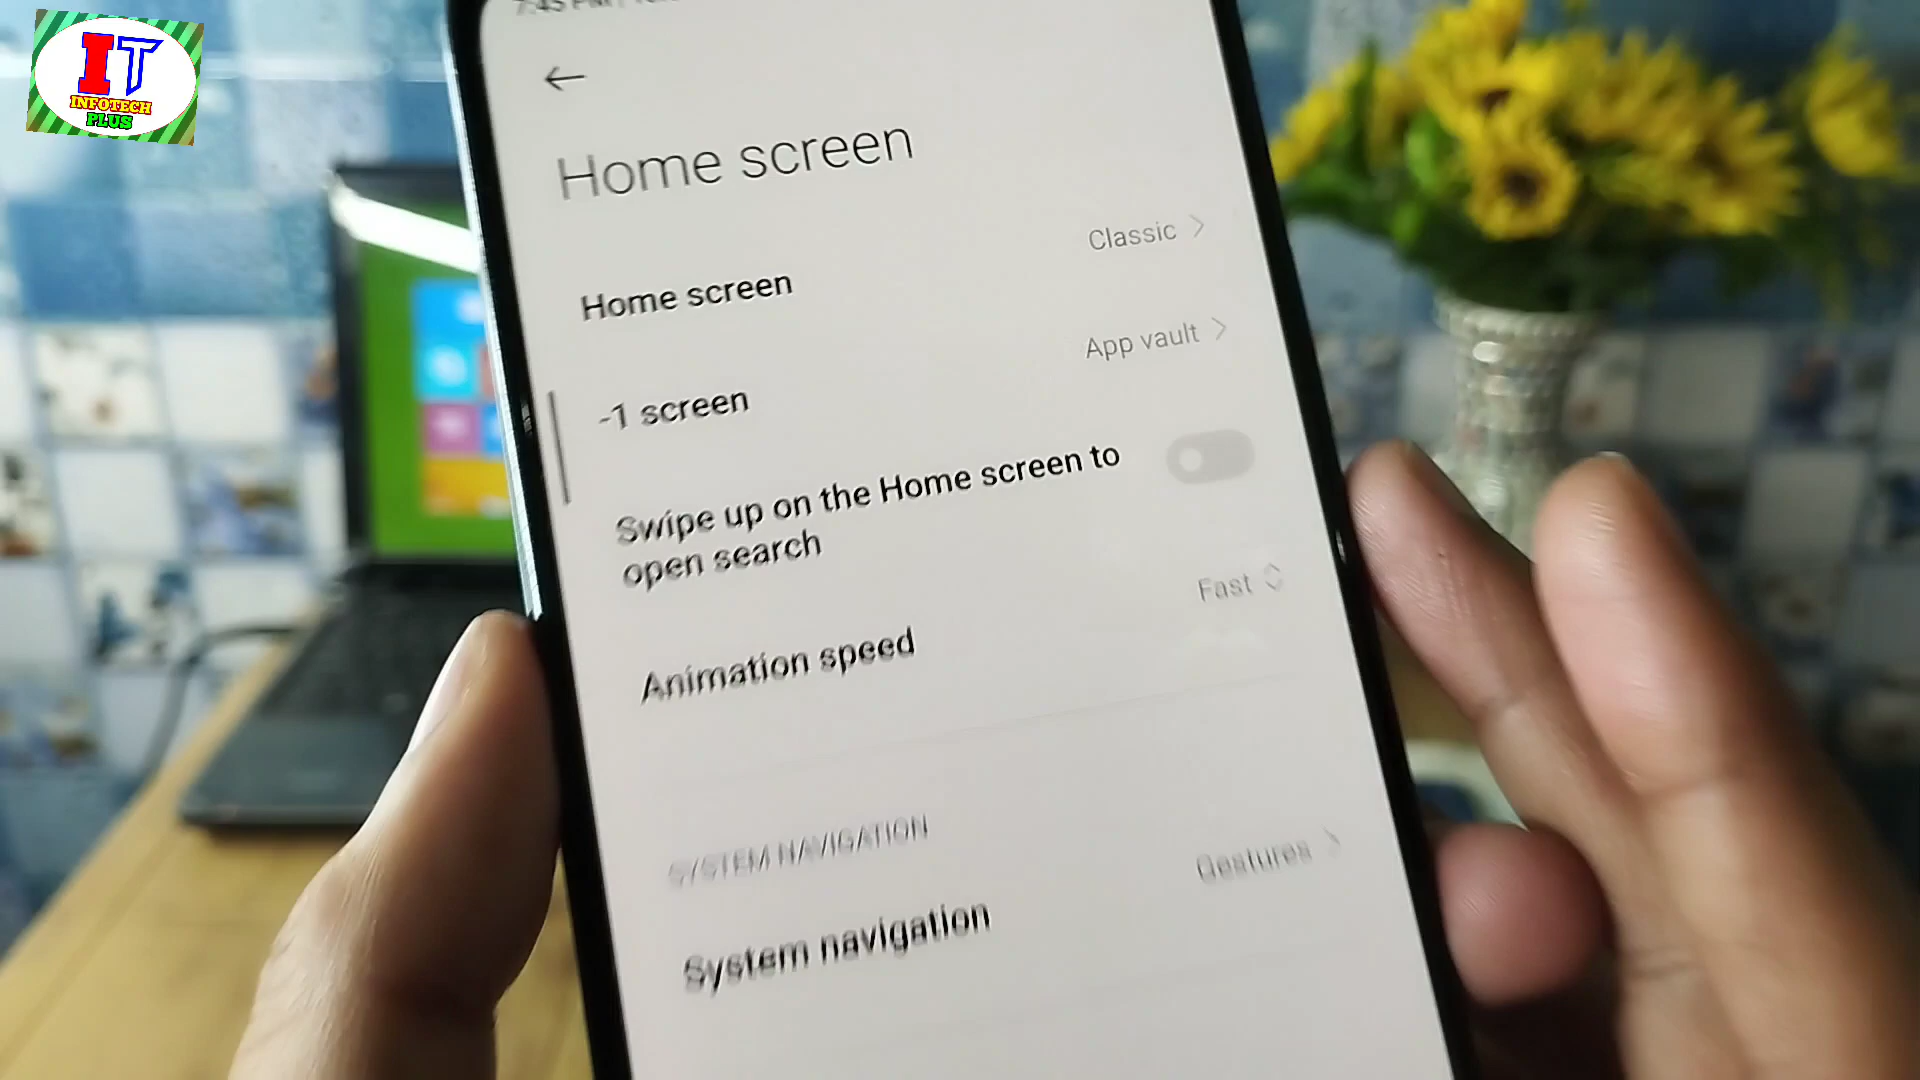 IT
INFOTECH
PLUS
Home screen
Home screen
Classic
-1 screen
App vault
Swipe up on the Home screen to
open search
Animation speed
Fast
SYSTEM NAVIGATION
System navigation
Gestures